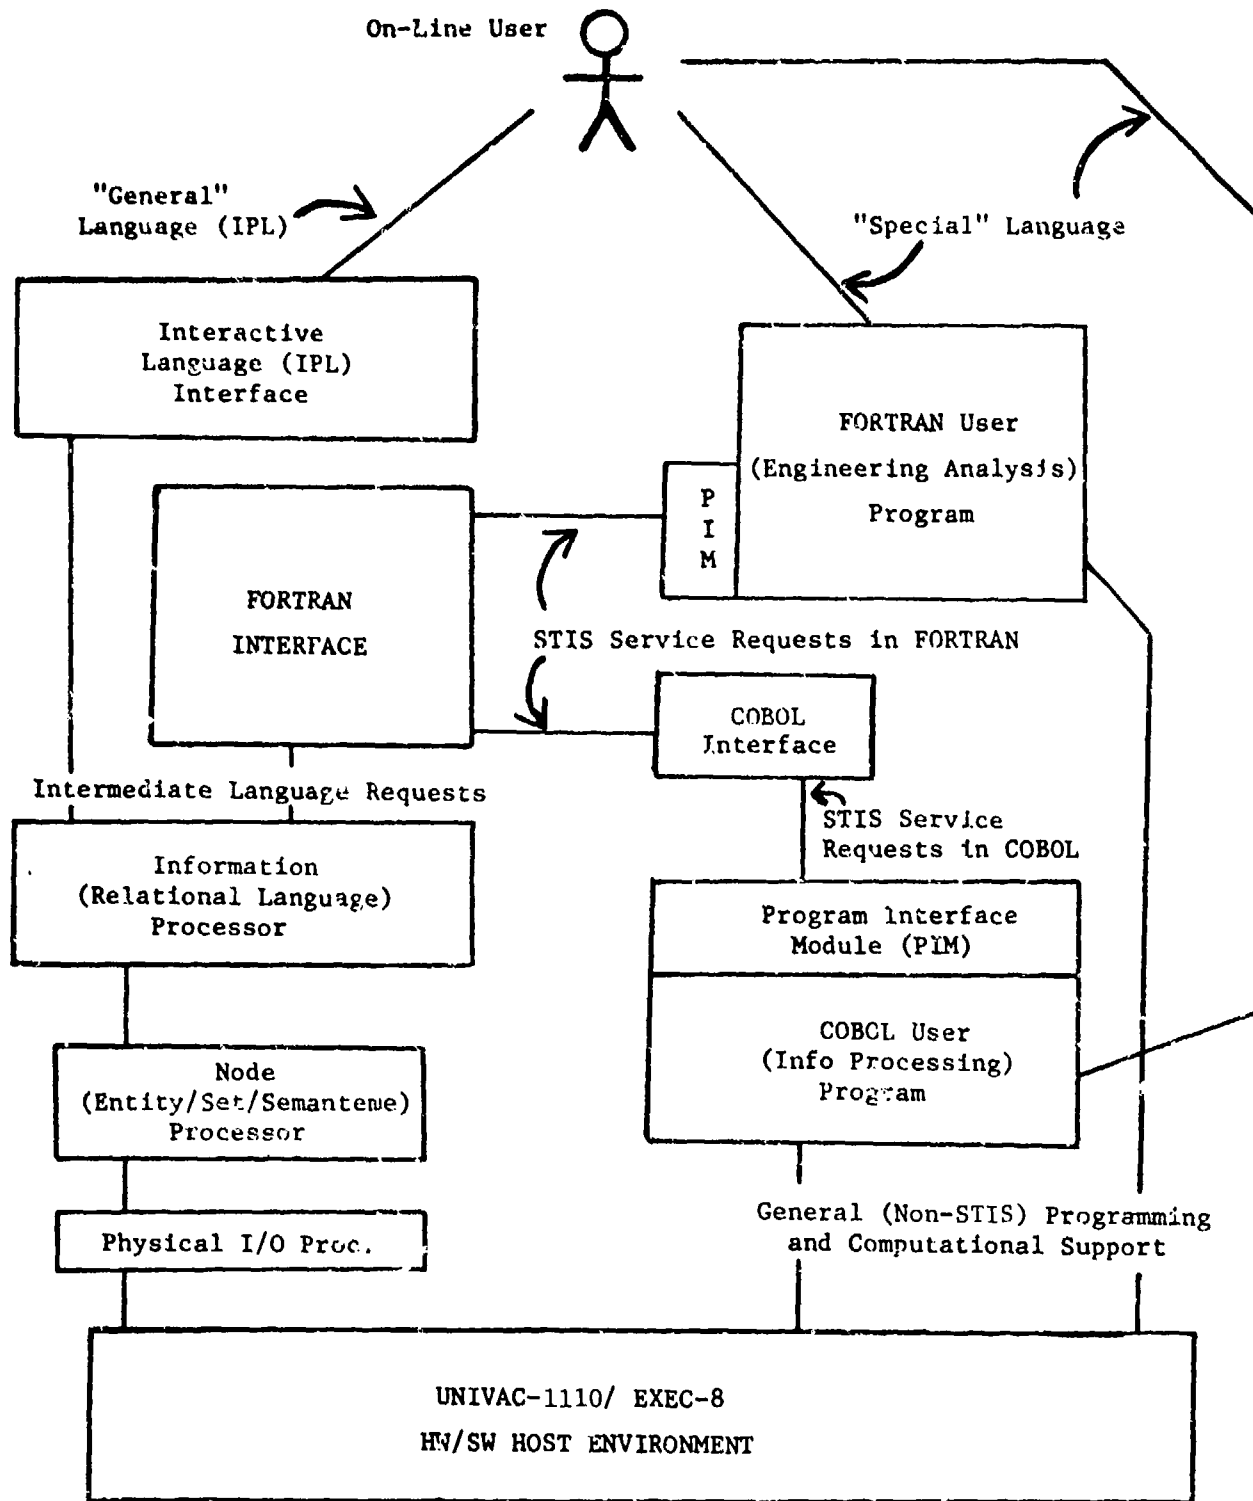 On-Line User
"General"
Language (IPL)
"Special" Language
Interactive
Language (IPL)
Interface
FORTRAN User
(Engineering Analysis)
Program
P
I
M
FORTRAN
INTERFACE
STIS Service Requests in FORTRAN
COBOL
Interface
Intermediate Language Requests
STIS Service
Requests in COBOL
Information
(Relational Language)
Processor
Program Interface
Module (PIM)
COBOL User
(Info Processing)
Program
Node
(Entity/Set/Semanteme)
Processor
General (Non-STIS) Programming
and Computational Support
Physical I/O Proc.
UNIVAC-1110/ EXEC-8
HW/SW HOST ENVIRONMENT